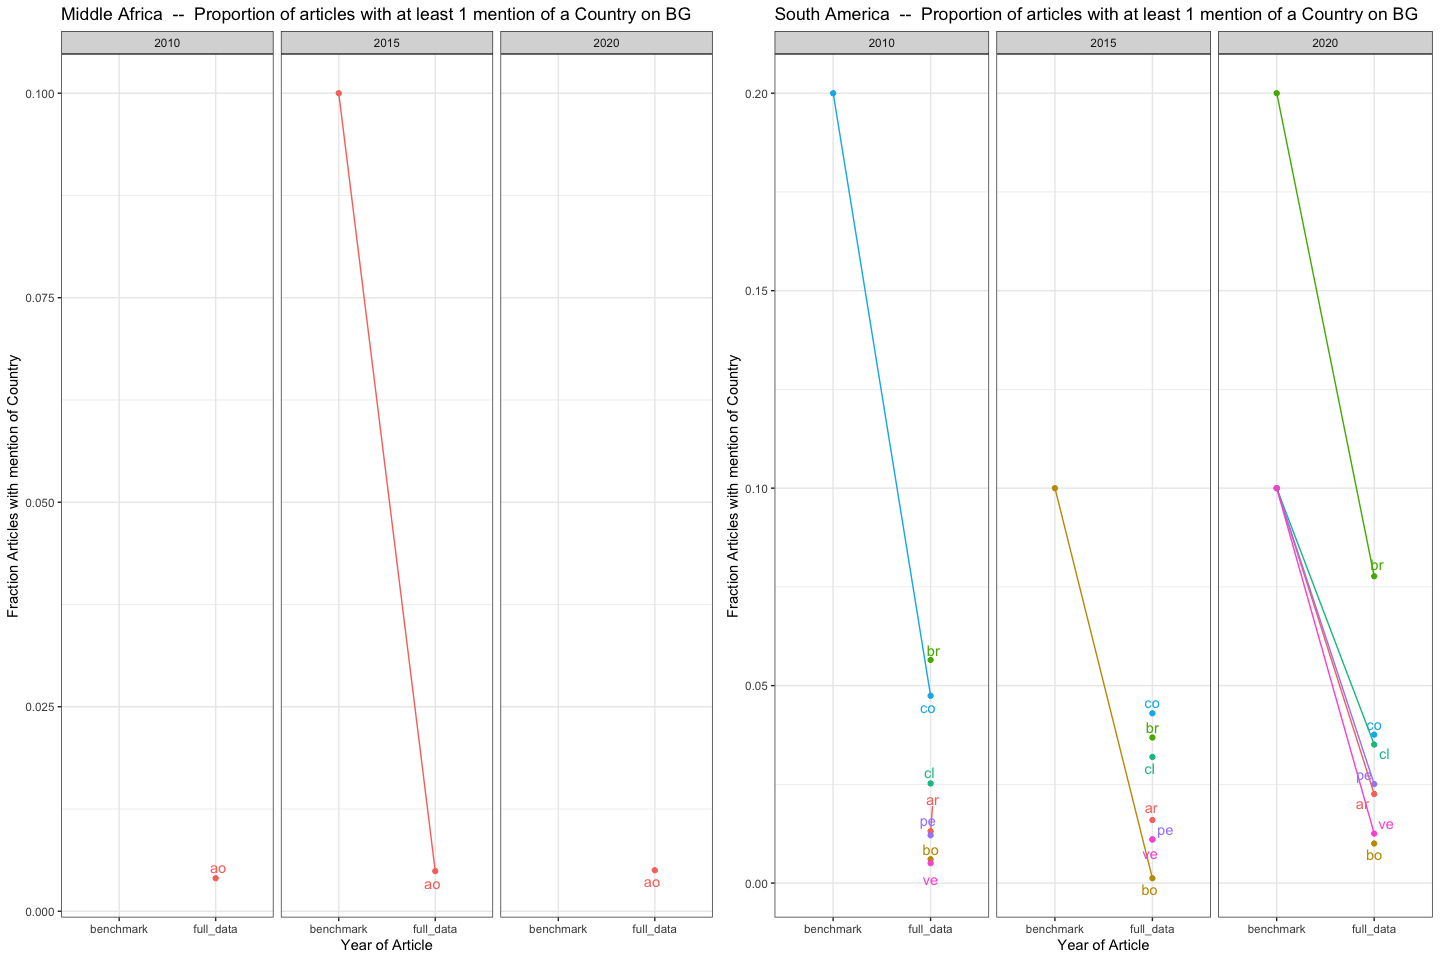 Middle Africa -- Proportion of articles with at least 1 mention of a Country on BG
2010
2015
2020
Fraction Articles with mention of Country
0.100
0.075
0.050
0.025
0.000
ao
ao
ao
benchmark
full_data
benchmark
full_data
benchmark
full_data
Year of Article
South America -- Proportion of articles with at least 1 mention of a Country on BG
2010
2015
2020
Fraction Articles with mention of Country
0.20
0.15
0.10
0.05
0.00
br
co
cl
ar
pe
bo
ve
co
br
cl
ar
pe
ve
bo
br
co
cl
pe
ar
ve
bo
benchmark
full_data
benchmark
full_data
benchmark
full_data
Year of Article